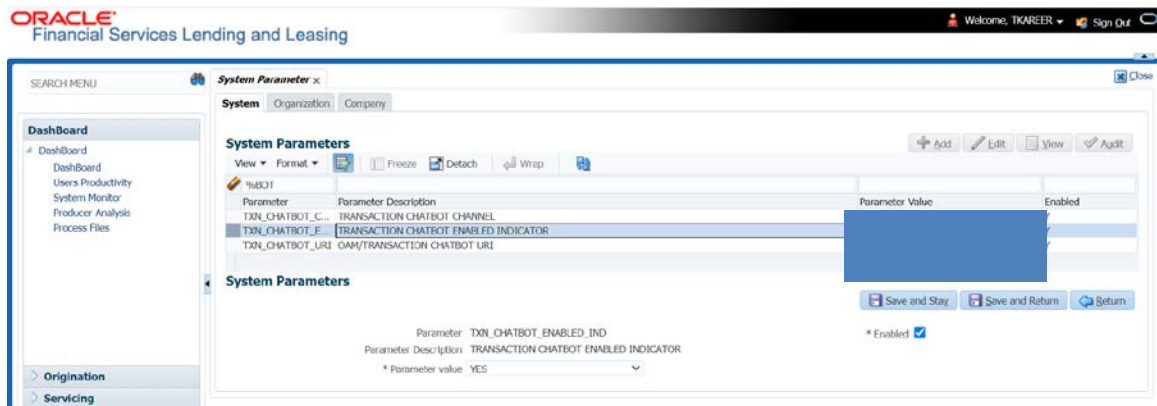 ORACLE'
Financial Services Lending and Leasing
Welcome, TKAREER
Sign Out
SEARCH MENU
System Parameter x
Close
System Organization Company
DashBoard
DashBoard
DashBoard
Users Productivity
System Monitor
Producer Analysis
Process Files
Origination
Servicing
System Parameters
Add Edit View Audit
View Format Freeze Detach Wrap
%BOT
Parameter Parameter Description Parameter Value Enabled
TXN_CHATBOT_C... TRANSACTION CHATBOT CHANNEL
TXN_CHATBOT_E... TRANSACTION CHATBOT ENABLED INDICATOR
TXN_CHATBOT_URI OAM/TRANSACTION CHATBOT URI
System Parameters
Save and Stay Save and Return Return
Parameter TXN_CHATBOT_ENABLED_IND * Enabled
Parameter Description TRANSACTION CHATBOT ENABLED INDICATOR
* Parameter value YES